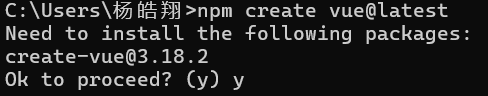 C:\Users\杨皓翔>npm create vue@latest
Need to install the following packages:
create-vue@3.18.2
Ok to proceed? (y) y